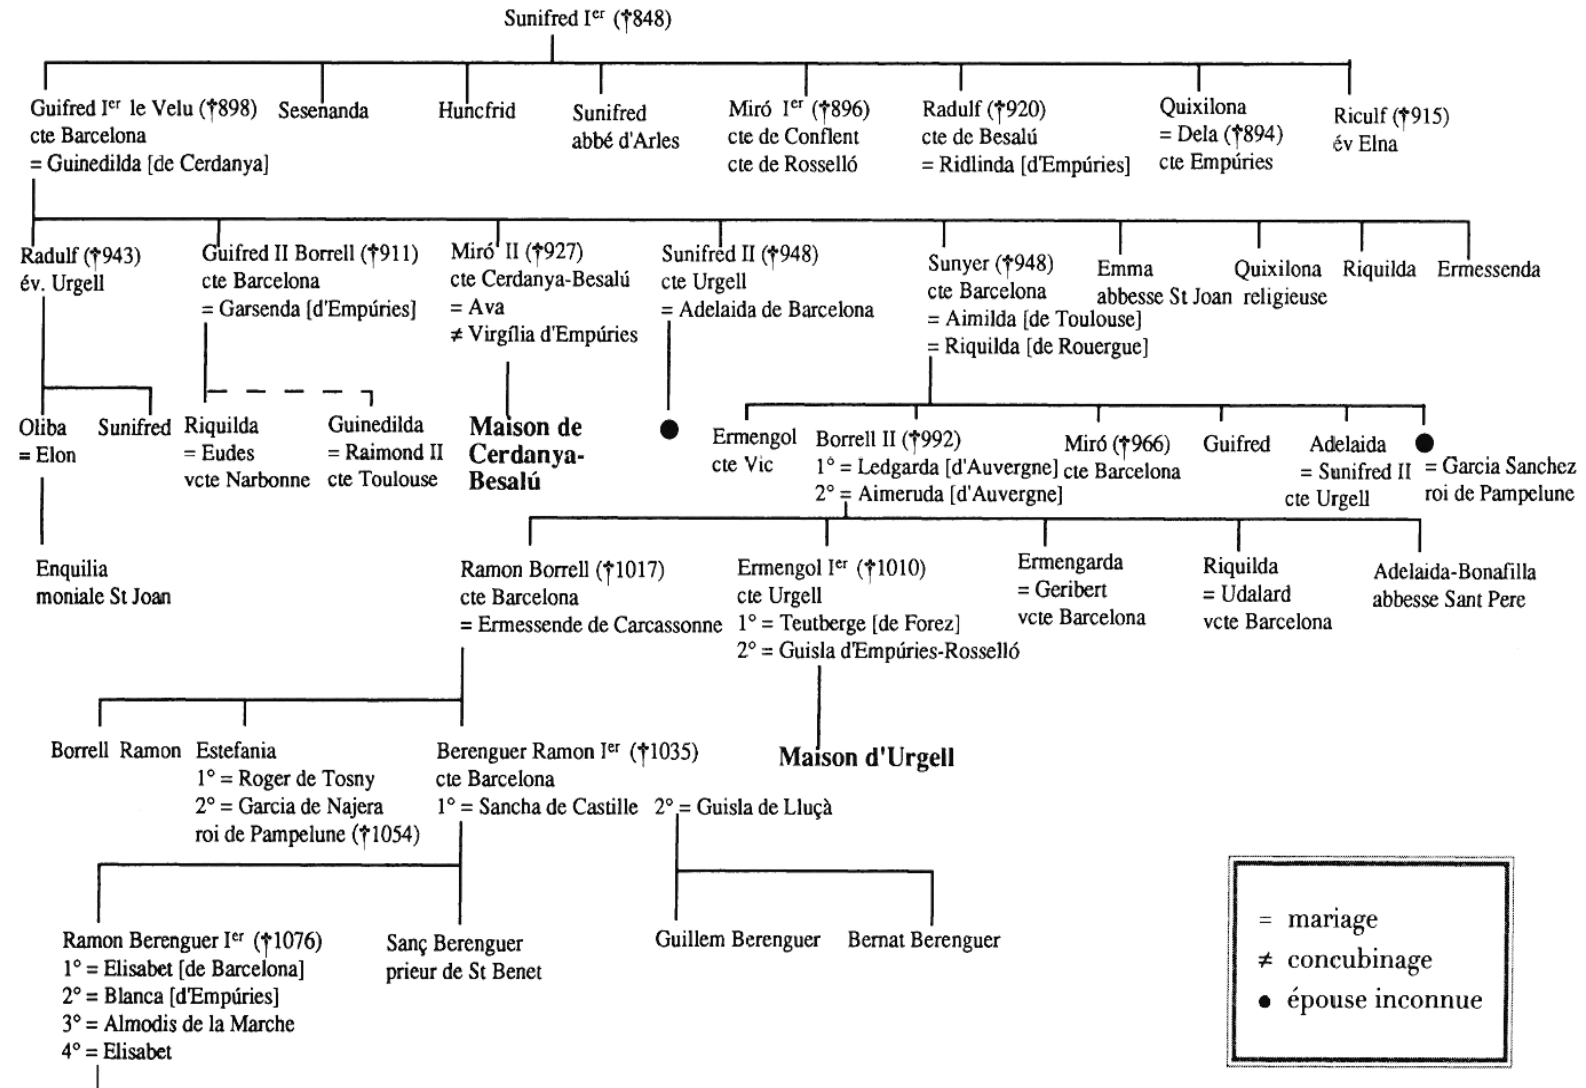 Sunifred Ier (†848)
Guifred Ier le Velu (†898)
cte Barcelona
= Guinedilda [de Cerdanya]
Sesenanda
Huncfrid
Sunifred
abbé d'Arles
Miró Ier (†896)
cte de Conflent
cte de Rosselló
Radulf (†920)
cte de Besalú
= Ridlinda [d'Empúries]
Quixilona
= Dela (†894)
cte Empúries
Riculf (†915)
év Elna
Radulf (†943)
év. Urgell
Guifred II Borrell (†911)
cte Barcelona
= Garsenda [d'Empúries]
Miró II (†927)
cte Cerdanya-Besalú
= Ava
≠ Virgília d'Empúries
Sunifred II (†948)
cte Urgell
= Adelaida de Barcelona
Sunyer (†948)
cte Barcelona
= Aimilda [de Toulouse]
= Riquilda [de Rouergue]
Emma
abbesse St Joan
Quixilona
religieuse
Riquilda
Ermessenda
Oliba
= Elon
Sunifred
Riquilda
= Eudes
vcte Narbonne
Guinedilda
= Raimond II
cte Toulouse
Maison de
Cerdanya-
Besalú
Ermengol
cte Vic
Borrell II (†992)
1° = Ledgarda [d'Auvergne]
2° = Aimeruda [d'Auvergne]
Miró (†966)
cte Barcelona
Guifred
Adelaida
= Sunifred II
cte Urgell
= Garcia Sanchez
roi de Pampelune
Enquilia
moniale St Joan
Ramon Borrell (†1017)
cte Barcelona
= Ermessende de Carcassonne
Ermengol Ier (†1010)
cte Urgell
1° = Teutberge [de Forez]
2° = Guisla d'Empúries-Rosselló
Ermengarda
= Geribert
vcte Barcelona
Riquilda
= Udalard
vcte Barcelona
Adelaida-Bonafilla
abbesse Sant Pere
Borrell Ramon
Estefania
1° = Roger de Tosny
2° = Garcia de Najera
roi de Pampelune (†1054)
Berenguer Ramon Ier (†1035)
cte Barcelona
1° = Sancha de Castille 2° = Guisla de Lluçà
Maison d'Urgell
Ramon Berenguer Ier (†1076)
1° = Elisabet [de Barcelona]
2° = Blanca [d'Empúries]
3° = Almodis de la Marche
4° = Elisabet
Sanç Berenguer
prieur de St Benet
Guillem Berenguer
Bernat Berenguer
= mariage
≠ concubinage
● épouse inconnue